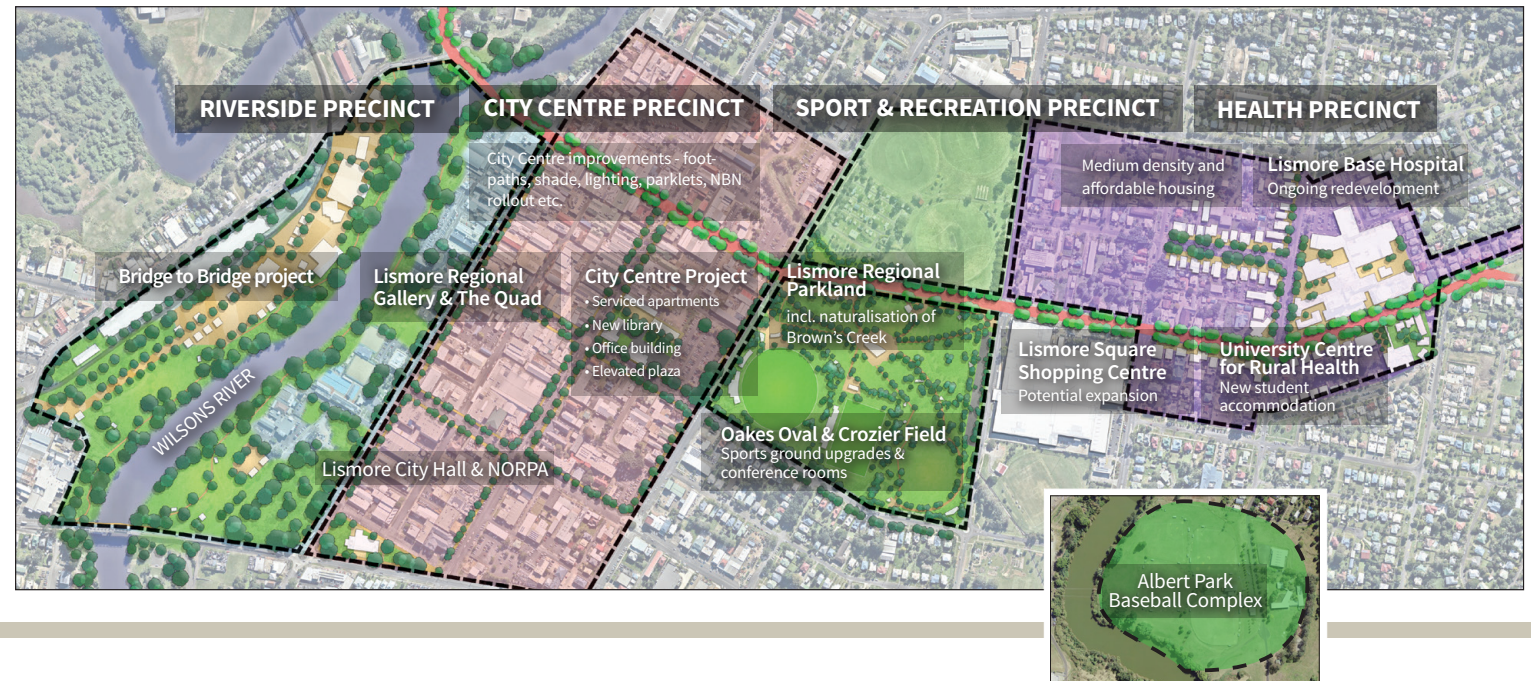 RIVERSIDE PRECINCT
CITY CENTRE PRECINCT
SPORT & RECREATION PRECINCT
HEALTH PRECINCT
City Centre improvements - foot-
paths, shade, lighting, parklets, NBN
rollout etc.
Medium density and
affordable housing
Lismore Base Hospital
Ongoing redevelopment
Bridge to Bridge project
Lismore Regional
Gallery & The Quad
City Centre Project
• Serviced apartments
• New library
• Office building
• Elevated plaza
Lismore Regional
Parkland
incl. naturalisation of
Brown's Creek
Lismore Square
Shopping Centre
Potential expansion
University Centre
for Rural Health
New student
accommodation
WILSONS RIVER
Oakes Oval & Crozier Field
Sports ground upgrades &
conference rooms
Lismore City Hall & NORPA
Albert Park
Baseball Complex